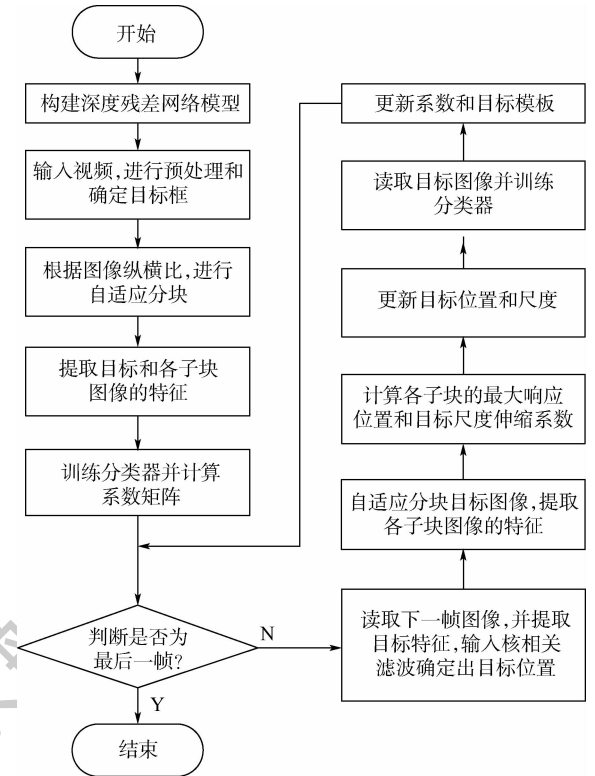 开始
构建深度残差网络模型
输入视频,进行预处理和
确定目标框
根据图像纵横比,进行
自适应分块
提取目标和各子块
图像的特征
训练分类器并计算
系数矩阵
判断是否为
最后一帧?
N
Y
结束
读取下一帧图像,并提取
目标特征,输入核相关
滤波确定出目标位置
自适应分块目标图像,提取
各子块图像的特征
计算各子块的最大响应
位置和目标尺度伸缩系数
更新目标位置和尺度
读取目标图像并训练
分类器
更新系数和目标模板